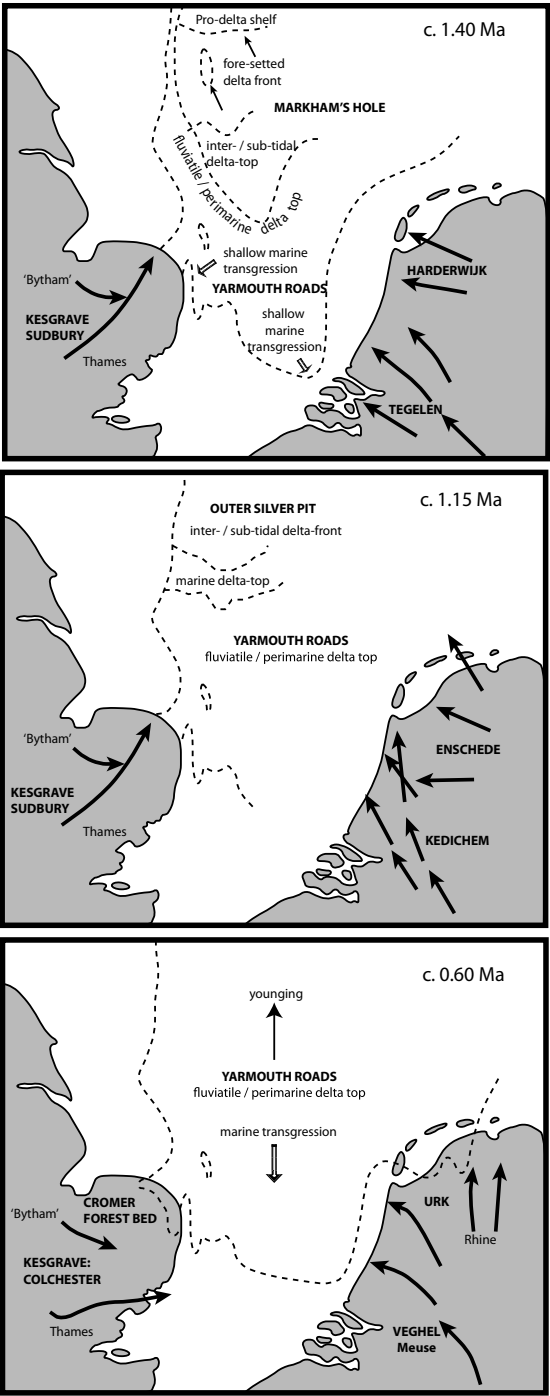 c. 1.40 Ma
Pro-delta shelf
fore-setted
delta front
MARKHAM'S HOLE
inter- / sub-tidal
delta-top
fluviatile / perimarine delta top
shallow marine
transgression
YARMOUTH ROADS
shallow
marine
transgression
'Bytham'
KESGRAVE
SUDBURY
Thames
HARDERWIJK
TEGELEN
c. 1.15 Ma
OUTER SILVER PIT
inter- / sub-tidal delta-front
marine delta-top
YARMOUTH ROADS
fluviatile / perimarine delta top
'Bytham'
KESGRAVE
SUDBURY
Thames
ENSCHEDE
KEDICHEM
c. 0.60 Ma
younging
YARMOUTH ROADS
fluviatile / perimarine delta top
marine transgression
CROMER
FOREST BED
'Bytham'
KESGRAVE:
COLCHESTER
Thames
URK
Rhine
VEGHEL
Meuse